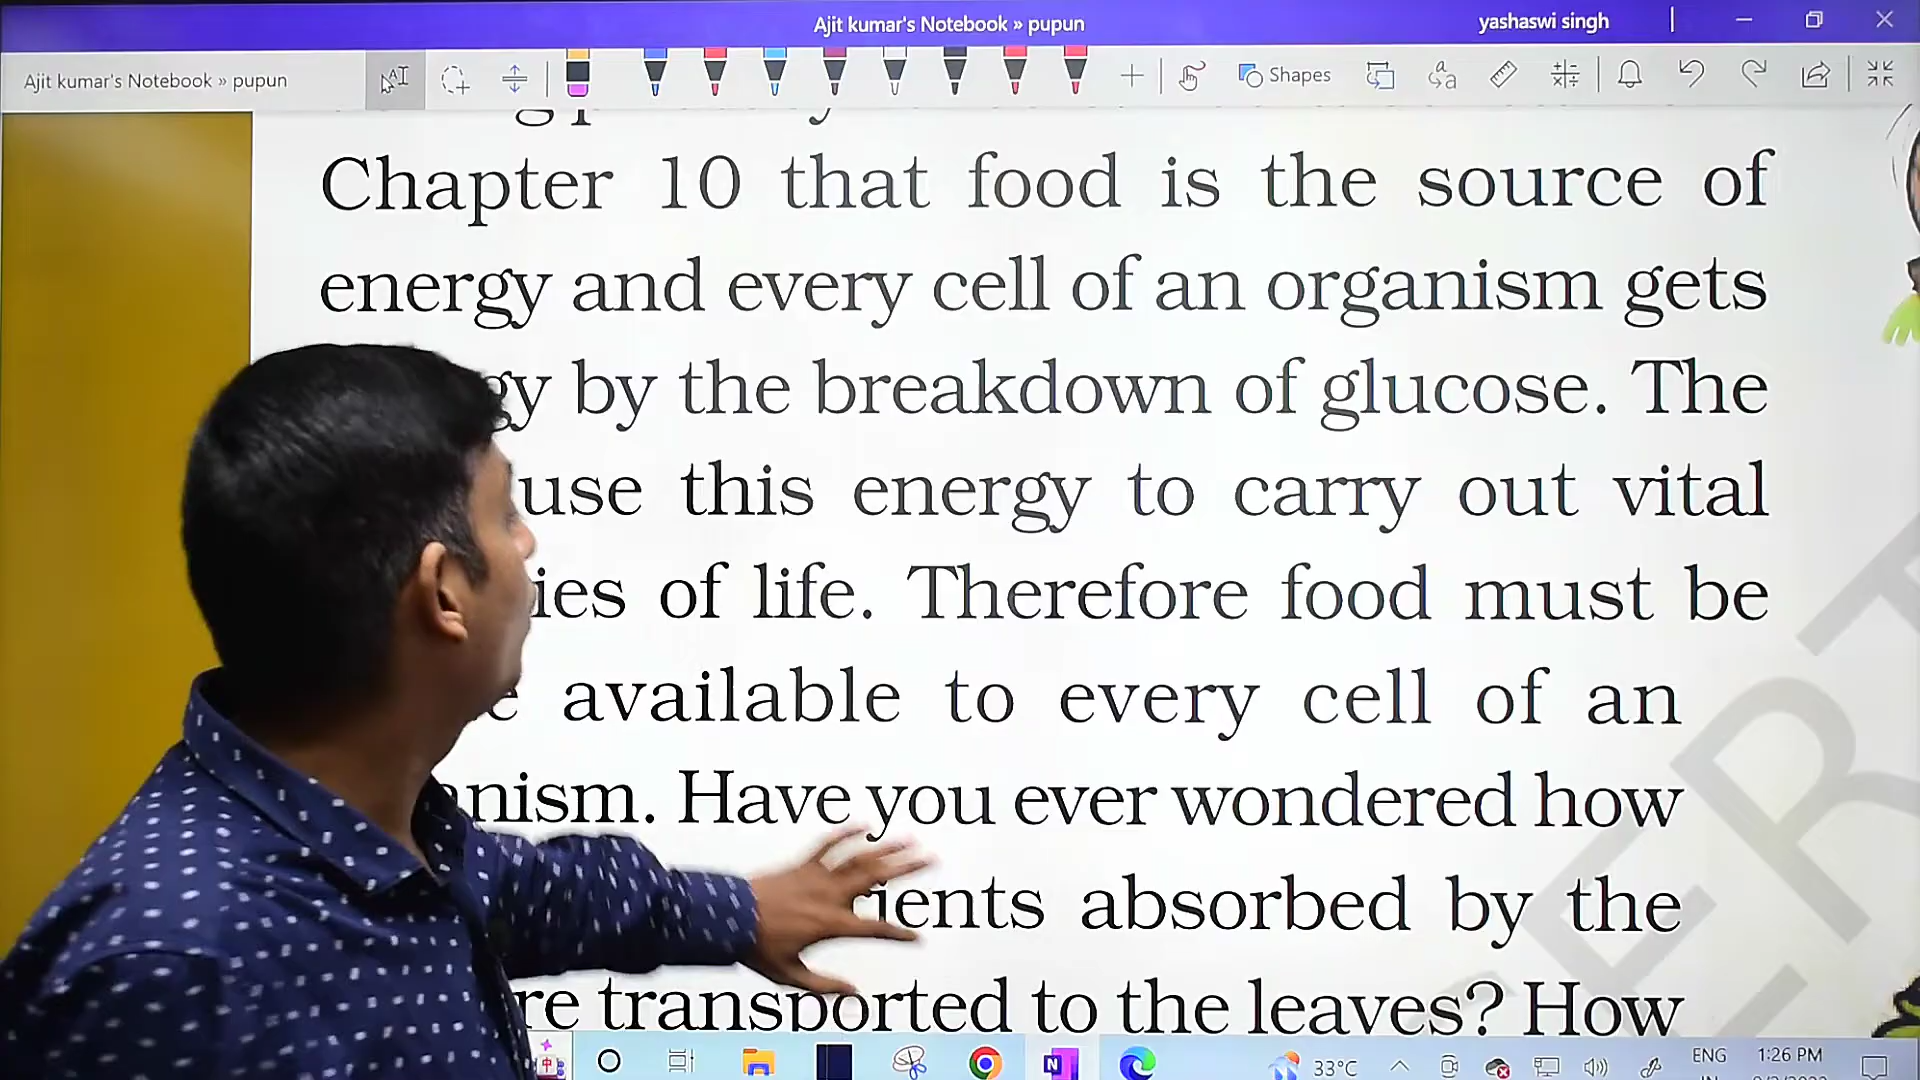 Ajit kumar's Notebook » pupun
yashaswi singh
Ajit kumar's Notebook » pupun
Shapes
Chapter 10 that food is the source of
energy and every cell of an organism gets
gy by the breakdown of glucose. The
use this energy to carry out vital
ies of life. Therefore food must be
e available to every cell of an
anism. Have you ever wondered how
ients absorbed by the
re transported to the leaves? How
33°C
ENG
1:26 PM
IN